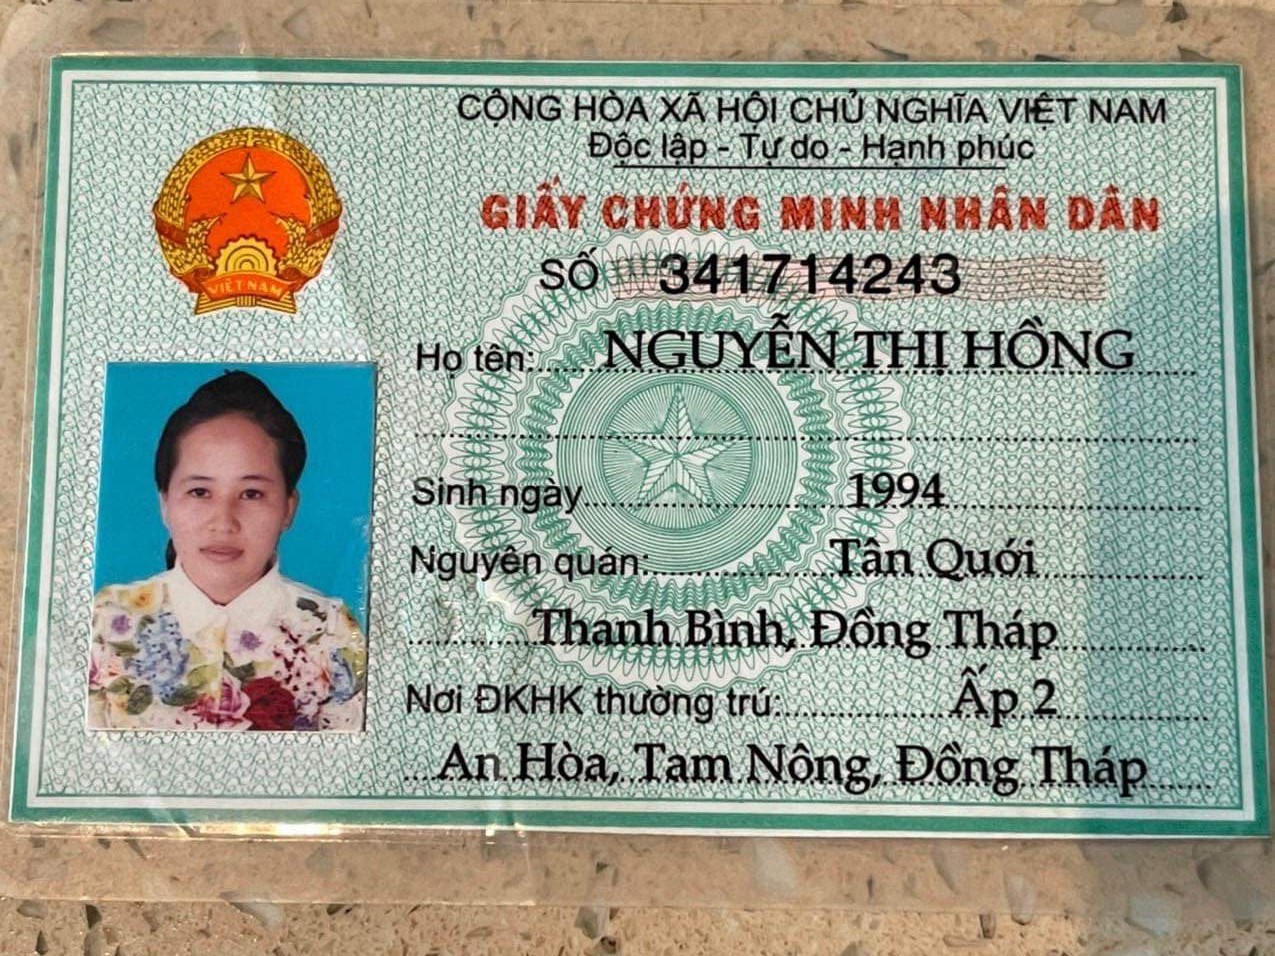 CỘNG HÒA XÃ HỘI CHỦ NGHĨA VIỆT NAM
Độc lập - Tự do - Hạnh phúc
GIẤY CHỨNG MINH NHÂN DÂN
SỐ 341714243
VIỆT NAM
Họ tên: NGUYỄN THỊ HỒNG
Sinh ngày 1994
Nguyên quán: Tân Quới
Thanh Bình, Đồng Tháp
Nơi ĐKHK thường trú: Ấp 2
An Hòa, Tam Nông, Đồng Tháp